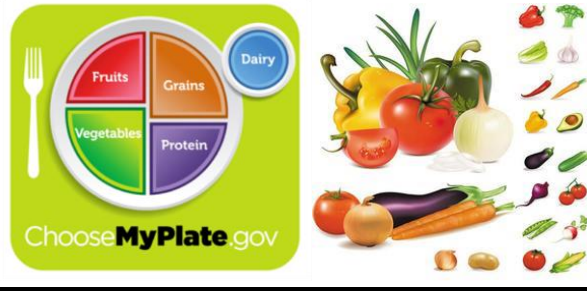 Dairy
Fruits
Grains
Vegetables
Protein
ChooseMyPlate.gov